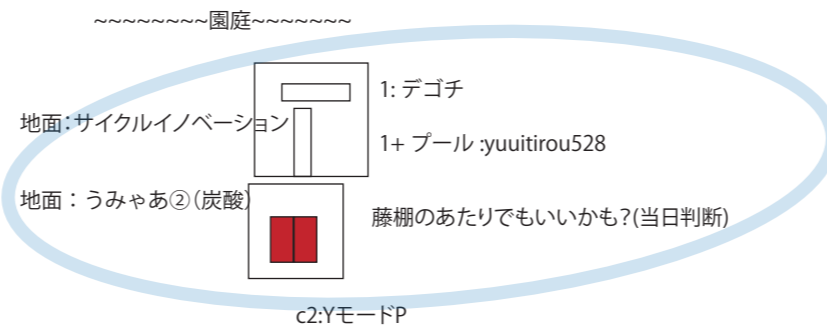 ~~~~~~~~園庭~~~~~~~
1: デゴチ
地面：サイクルイノベーション
1+ プール :yuuitirou528
地面：うみゃあ②（炭酸）
藤棚のあたりでもいいかも?(当日判断)
c2:YモードP